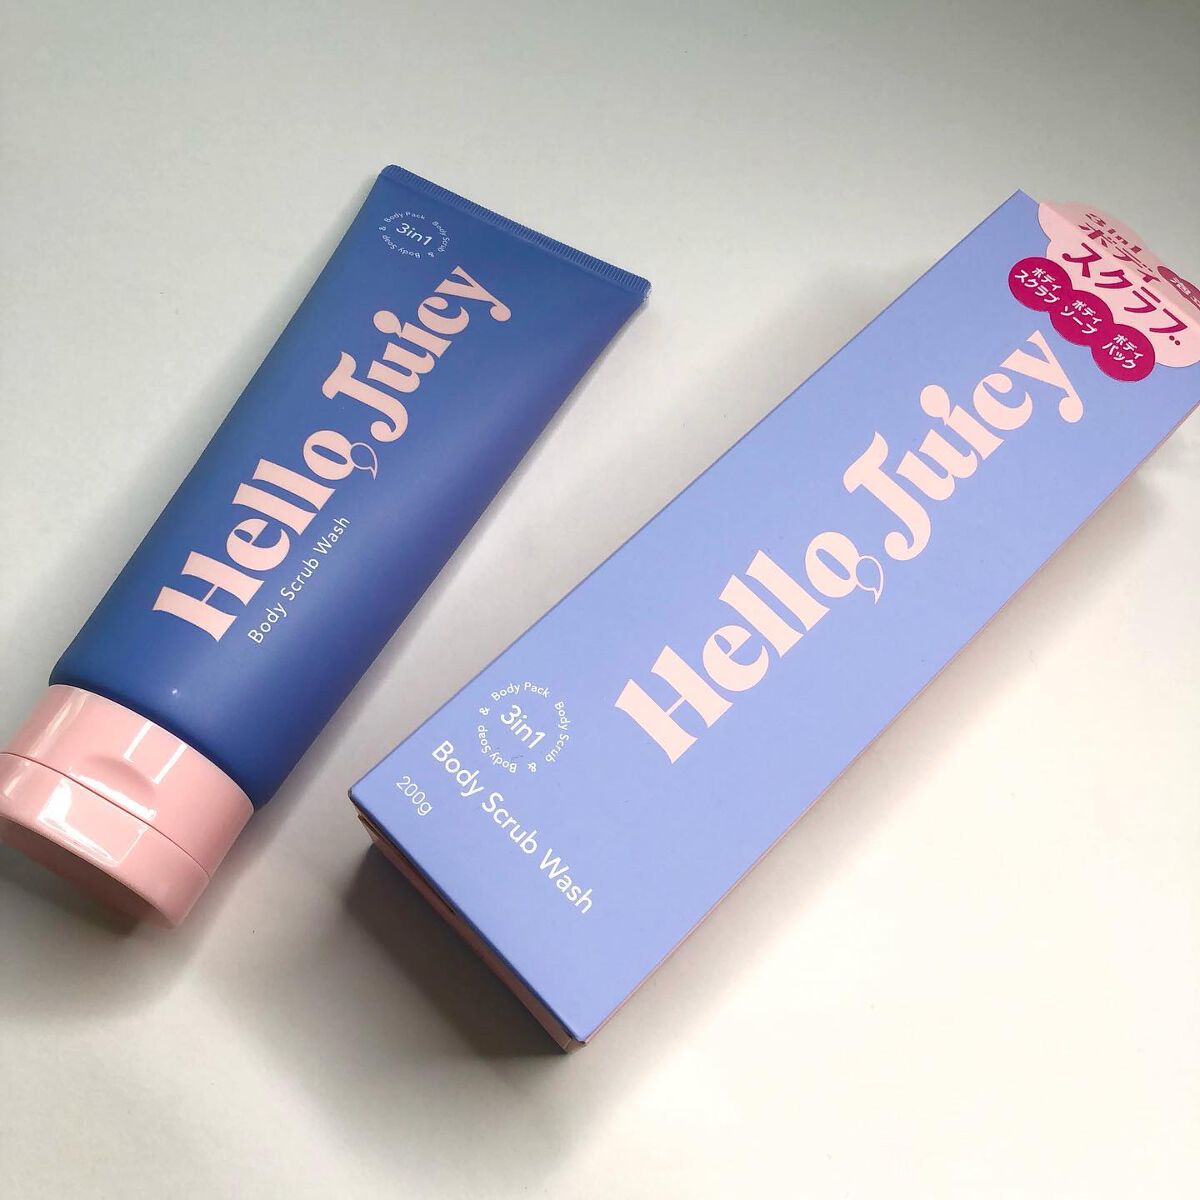 Body Pack
Body Scrub
&
Body Soap
&
3in1
Hello, Juicy
Body Scrub Wash
3in1
ボディ
スクラブ.
ボディ
スクラブ
ボディ
ソープ
ボディ
パック
Hello, Juicy
Body Pack
Body Scrub
&
Body Soap
&
3in1
Body Scrub Wash
200g